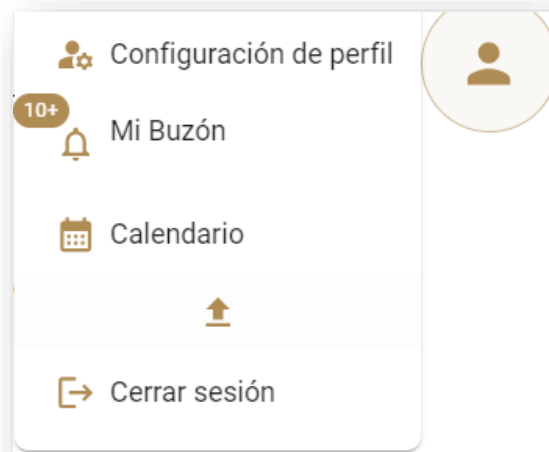 Configuración de perfil
10+
Mi Buzón
Calendario
Cerrar sesión